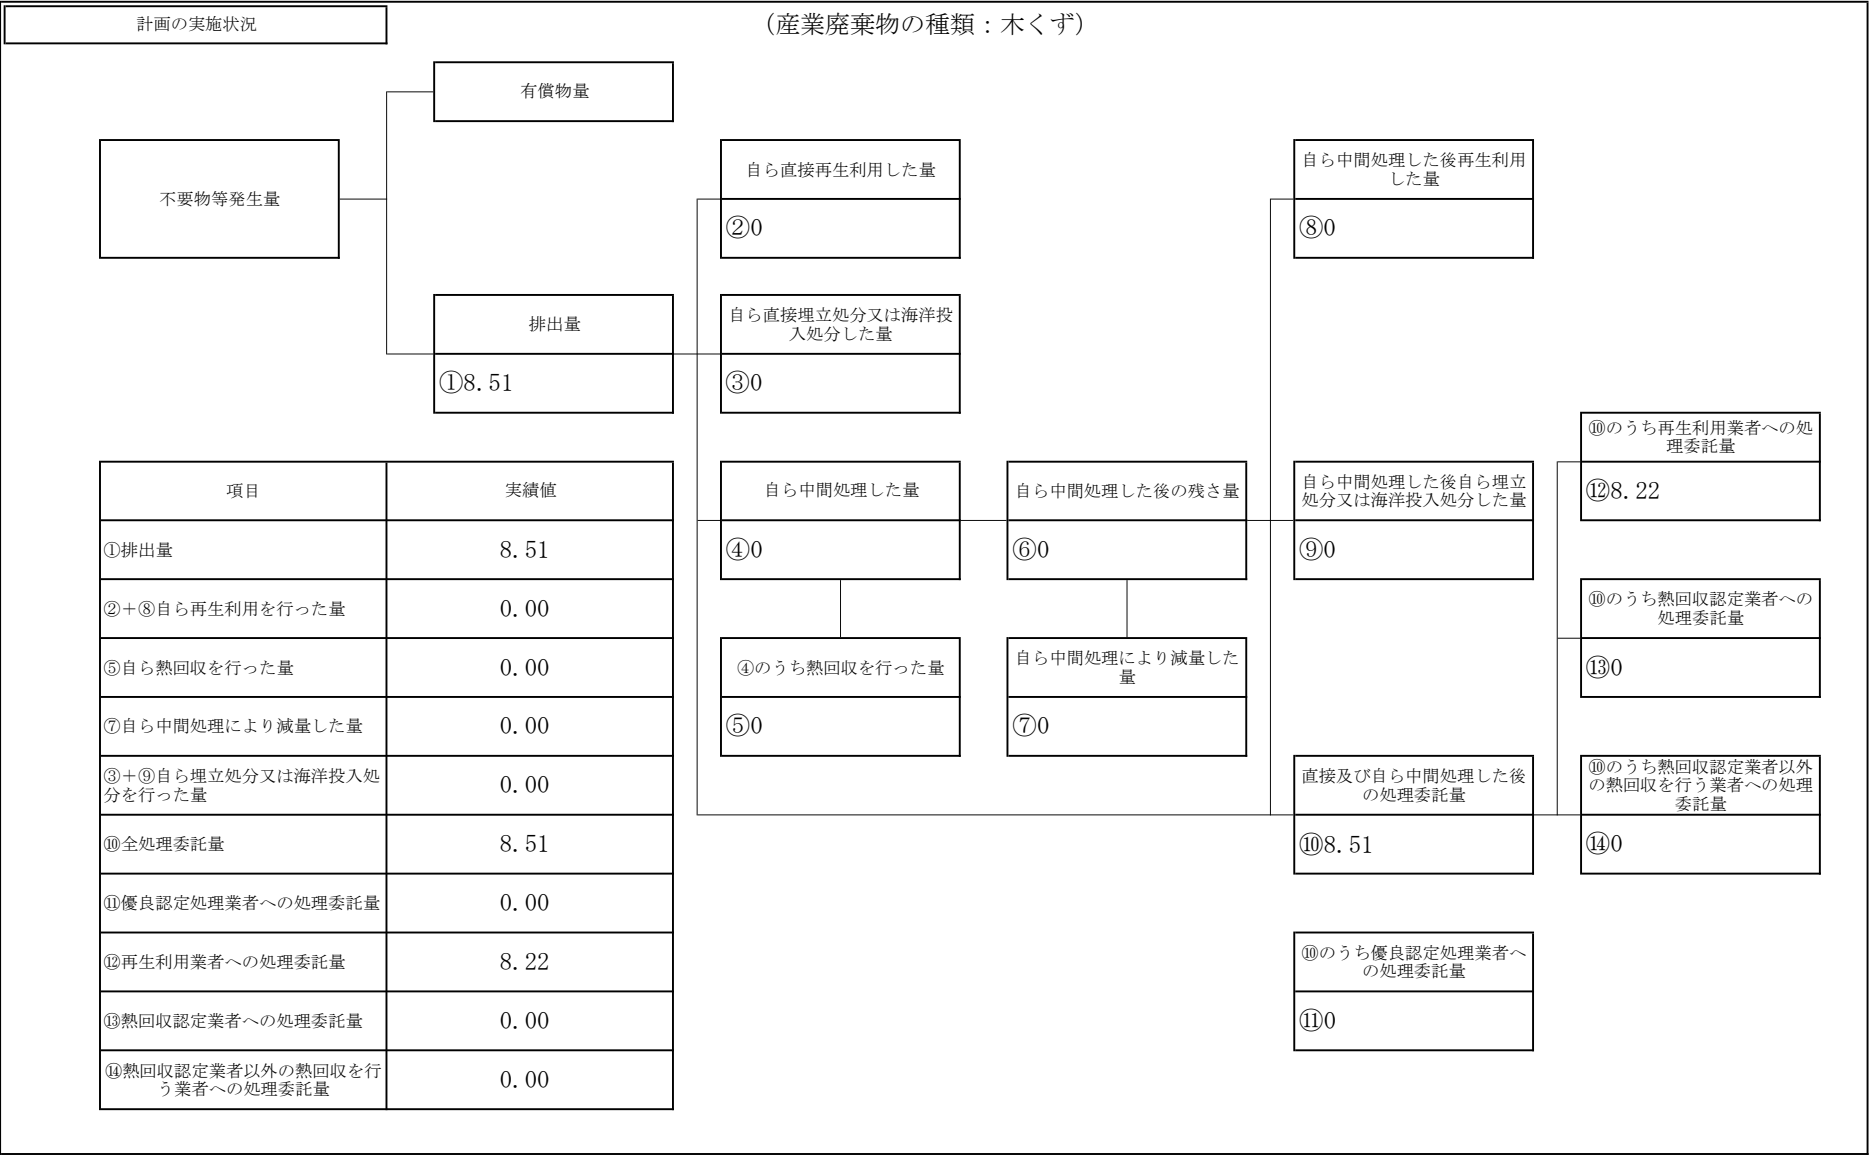 計画の実施状況
（産業廃棄物の種類：木くず）
有償物量
不要物等発生量
自ら直接再生利用した量
②0
自ら中間処理した後再生利用
した量
⑧0
排出量
①8.51
自ら直接埋立処分又は海洋投
入処分した量
③0
⑩のうち再生利用業者への処
理委託量
⑫8.22
項目 実績値
①排出量 8.51
②＋⑧自ら再生利用を行った量 0.00
⑤自ら熱回収を行った量 0.00
⑦自ら中間処理により減量した量 0.00
③＋⑨自ら埋立処分又は海洋投入処
分を行った量 0.00
⑩全処理委託量 8.51
⑪優良認定処理業者への処理委託量 0.00
⑫再生利用業者への処理委託量 8.22
⑬熱回収認定業者への処理委託量 0.00
⑭熱回収認定業者以外の熱回収を行
う業者への処理委託量 0.00
自ら中間処理した量
④0
自ら中間処理した後の残さ量
⑥0
自ら中間処理した後自ら埋立
処分又は海洋投入処分した量
⑨0
④のうち熱回収を行った量
⑤0
自ら中間処理により減量した
量
⑦0
⑩のうち熱回収認定業者への
処理委託量
⑬0
直接及び自ら中間処理した後
の処理委託量
⑩8.51
⑩のうち熱回収認定業者以外
の熱回収を行う業者への処理
委託量
⑭0
⑩のうち優良認定処理業者へ
の処理委託量
⑪0